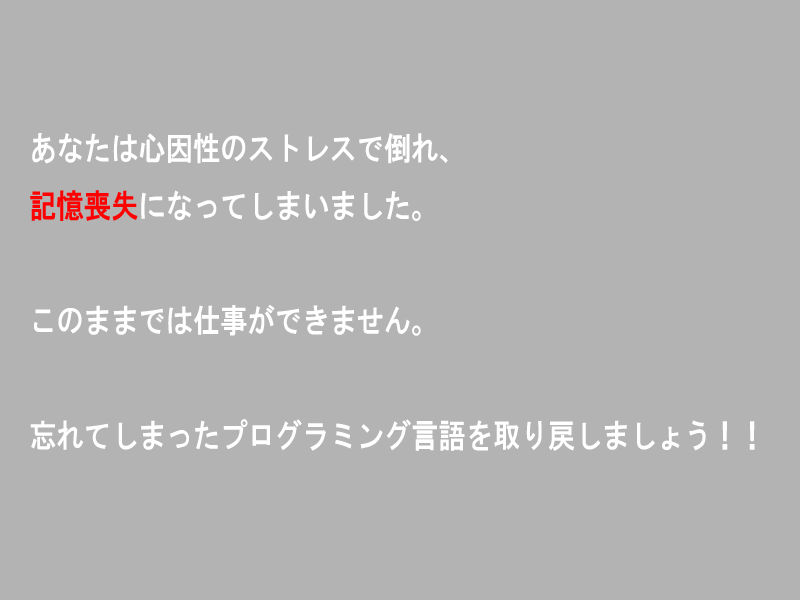 あなたは心因性のストレスで倒れ、
記憶喪失になってしまいました。
このままでは仕事ができません。
忘れてしまったプログラミング言語を取り戻しましょう！！